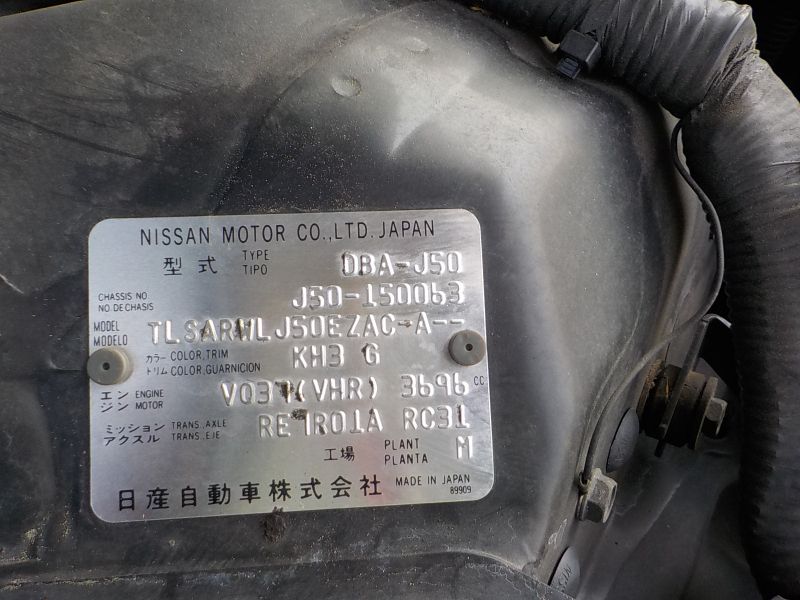 NISSAN MOTOR CO.,LTD. JAPAN
型式 TYPE TIPO DBA-J50
CHASSIS NO. NO. DE CHASIS J50-150063
MODEL MODELO TLSARWLJ50EZAC-A--
カラー COLOR,TRIM トリム COLOR,GUARNICION KH3 G
エンジン ENGINE MOTOR VQ37(VHR) 3696 CC
ミッション TRANS.,AXLE アクスル TRANS.,EJE RE7R01A RC31
工場 PLANT PLANTA M
日産自動車株式会社 MADE IN JAPAN
89909